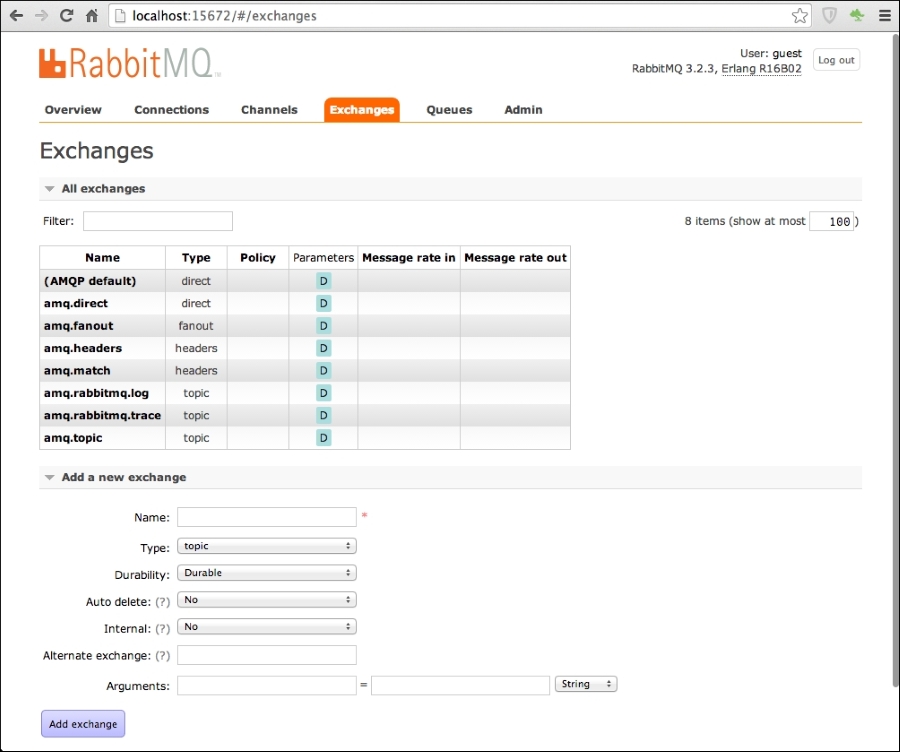 localhost:15672/#/exchanges
RabbitMQ™
User: guest
RabbitMQ 3.2.3, Erlang R16B02
Log out
Overview Connections Channels Exchanges Queues Admin
Exchanges
All exchanges
Filter:
8 items (show at most 100 )
Name Type Policy Parameters Message rate in Message rate out
(AMQP default) direct D
amq.direct direct D
amq.fanout fanout D
amq.headers headers D
amq.match headers D
amq.rabbitmq.log topic D
amq.rabbitmq.trace topic D
amq.topic topic D
Add a new exchange
Name: *
Type: topic
Durability: Durable
Auto delete: (?) No
Internal: (?) No
Alternate exchange: (?)
Arguments: = String
Add exchange